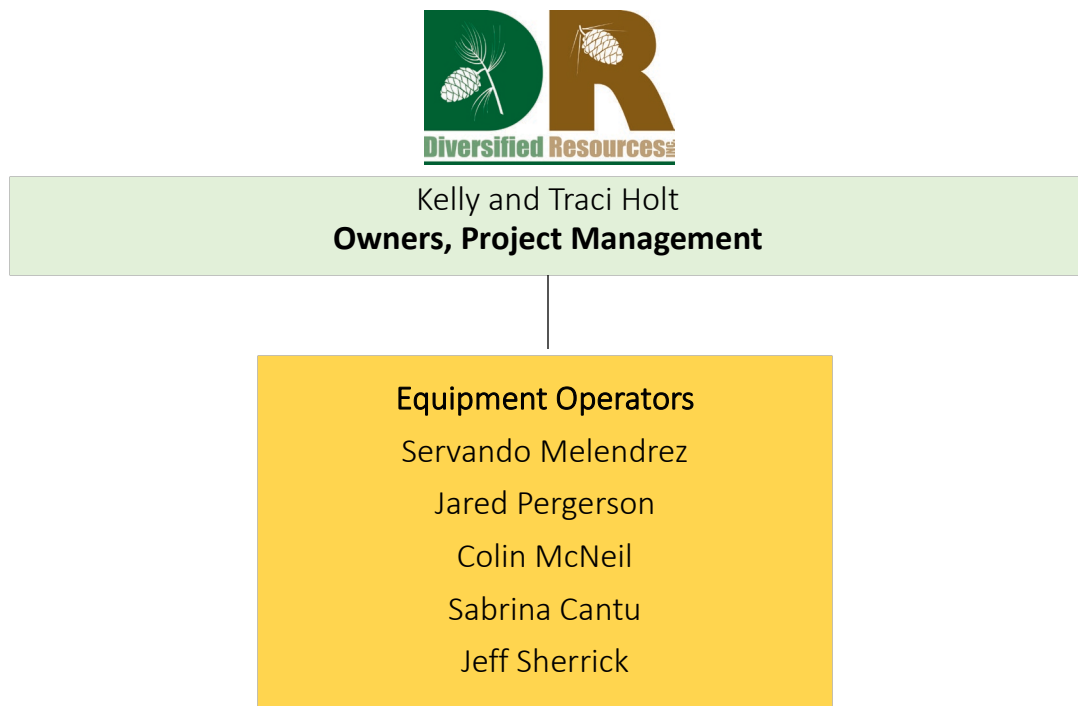 DR
Diversified Resources INC.
Kelly and Traci Holt
Owners, Project Management
Equipment Operators
Servando Melendrez
Jared Pergerson
Colin McNeil
Sabrina Cantu
Jeff Sherrick